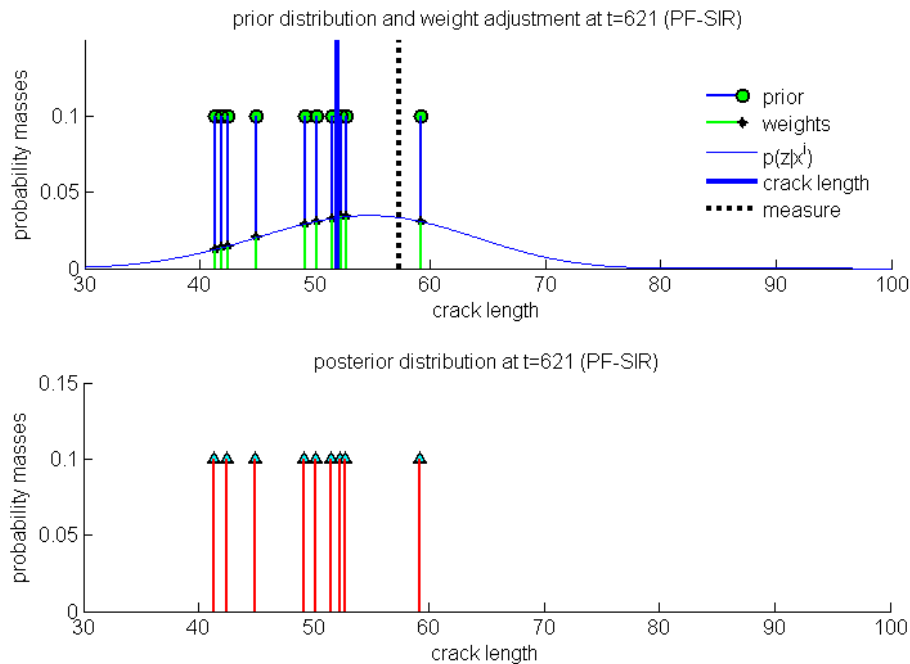 prior distribution and weight adjustment at t=621 (PF-SIR)
probability masses
0.1
0.05
0
prior
weights
p(z|x^i)
crack length
measure
30 40 50 60 70 80 90 100
crack length
posterior distribution at t=621 (PF-SIR)
probability masses
0.15
0.1
0.05
0
30 40 50 60 70 80 90 100
crack length